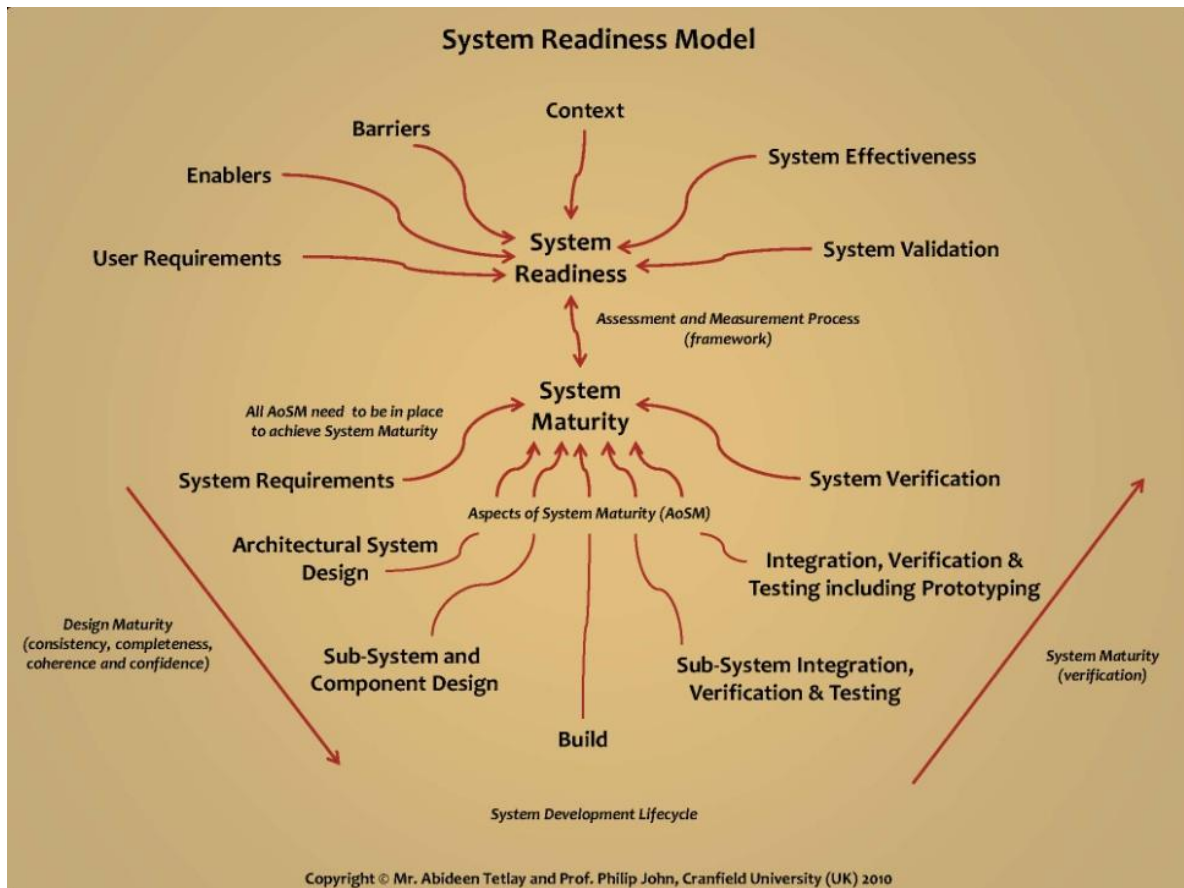 System Readiness Model
Context
Barriers
System Effectiveness
Enablers
System
Readiness
User Requirements
System Validation
Assessment and Measurement Process
(framework)
System
Maturity
All AoSM need to be in place
to achieve System Maturity
System Requirements
System Verification
Aspects of System Maturity (AoSM)
Architectural System
Design
Integration, Verification &
Testing including Prototyping
Design Maturity
(consistency, completeness,
coherence and confidence)
Sub-System and
Component Design
Sub-System Integration,
Verification & Testing
System Maturity
(verification)
Build
System Development Lifecycle
Copyright © Mr. Abideen Tetlay and Prof. Philip John, Cranfield University (UK) 2010